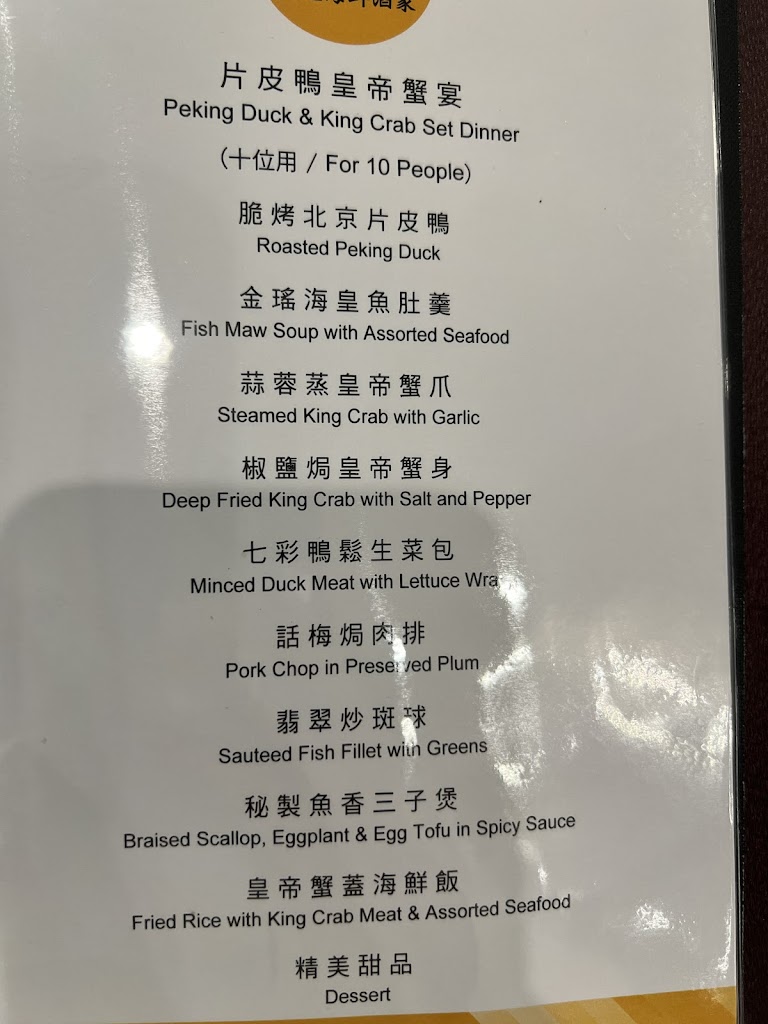 海鮮酒家
片皮鴨皇帝蟹宴
Peking Duck & King Crab Set Dinner
(十位用 / For 10 People)
脆烤北京片皮鴨
Roasted Peking Duck
金瑤海皇魚肚羹
Fish Maw Soup with Assorted Seafood
蒜蓉蒸皇帝蟹爪
Steamed King Crab with Garlic
椒鹽焗皇帝蟹身
Deep Fried King Crab with Salt and Pepper
七彩鴨鬆生菜包
Minced Duck Meat with Lettuce Wra
話梅焗肉排
Pork Chop in Preserved Plum
翡翠炒斑球
Sauteed Fish Fillet with Greens
秘製魚香三子煲
Braised Scallop, Eggplant & Egg Tofu in Spicy Sauce
皇帝蟹蓋海鮮飯
Fried Rice with King Crab Meat & Assorted Seafood
精美甜品
Dessert